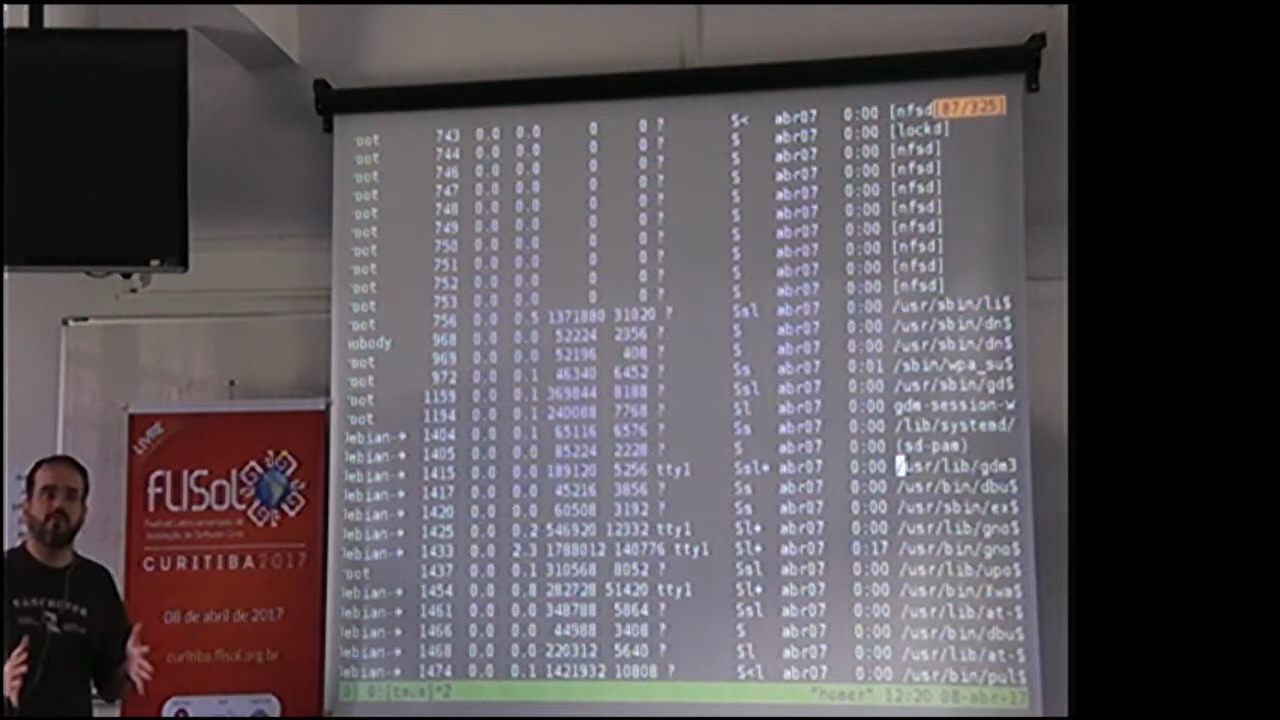 root 743 0.0 0.0 0 0 ? S< abr07 0:00 [nfsd [87/325]
root 744 0.0 0.0 0 0 ? S abr07 0:00 [lockd]
root 746 0.0 0.0 0 0 ? S abr07 0:00 [nfsd]
root 747 0.0 0.0 0 0 ? S abr07 0:00 [nfsd]
root 748 0.0 0.0 0 0 ? S abr07 0:00 [nfsd]
root 749 0.0 0.0 0 0 ? S abr07 0:00 [nfsd]
root 750 0.0 0.0 0 0 ? S abr07 0:00 [nfsd]
root 751 0.0 0.0 0 0 ? S abr07 0:00 [nfsd]
root 752 0.0 0.0 0 0 ? S abr07 0:00 [nfsd]
root 753 0.0 0.0 0 0 ? S abr07 0:00 [nfsd]
root 756 0.0 0.5 1371880 31020 ? Ssl abr07 0:00 /usr/sbin/li$
nobody 968 0.0 0.0 52224 2356 ? S abr07 0:00 /usr/sbin/dn$
root 969 0.0 0.0 52196 408 ? S abr07 0:00 /usr/sbin/dn$
root 972 0.0 0.1 46340 6452 ? Ss abr07 0:01 /sbin/wpa_su$
root 1159 0.0 0.1 369844 8188 ? Ssl abr07 0:00 /usr/sbin/gd$
root 1194 0.0 0.1 240088 7768 ? Sl abr07 0:00 gdm-session-w
Debian-+ 1404 0.0 0.1 65116 6576 ? Ss abr07 0:00 /lib/systemd/
Debian-+ 1405 0.0 0.0 85224 2228 ? S abr07 0:00 (sd-pam)
Debian-+ 1415 0.0 0.1 189120 5256 tty1 Ssl+ abr07 0:00 /usr/lib/gdm3
Debian-+ 1417 0.0 0.0 45216 3856 ? Ss abr07 0:00 /usr/bin/dbu$
Debian-+ 1420 0.0 0.0 60508 3192 ? Ss abr07 0:00 /usr/sbin/ex$
Debian-+ 1425 0.0 0.2 546920 12332 tty1 Sl+ abr07 0:00 /usr/lib/gno$
Debian-+ 1433 0.0 2.3 1788012 140776 tty1 Sl+ abr07 0:17 /usr/bin/gno$
root 1437 0.0 0.1 310568 8052 ? Ssl abr07 0:00 /usr/lib/upo$
Debian-+ 1454 0.0 0.8 282728 51420 tty1 Sl+ abr07 0:00 /usr/bin/Xwa$
Debian-+ 1461 0.0 0.0 348788 5864 ? Ssl abr07 0:00 /usr/lib/at-$
Debian-+ 1466 0.0 0.0 44988 3408 ? S abr07 0:00 /usr/bin/dbu$
Debian-+ 1468 0.0 0.0 220312 5640 ? Sl abr07 0:00 /usr/lib/at-$
Debian-+ 1474 0.0 0.1 1421932 10808 ? S<l abr07 0:00 /usr/bin/pul$
0:[tmux]*Z "homer" 12:20 08-abr-17
LIVRE
FLISoL
Festival Latino-americano de
Instalação de Software Livre
CURITIBA 2017
08 de abril de 2017
curitiba.flisol.org.br
VANCOUVER